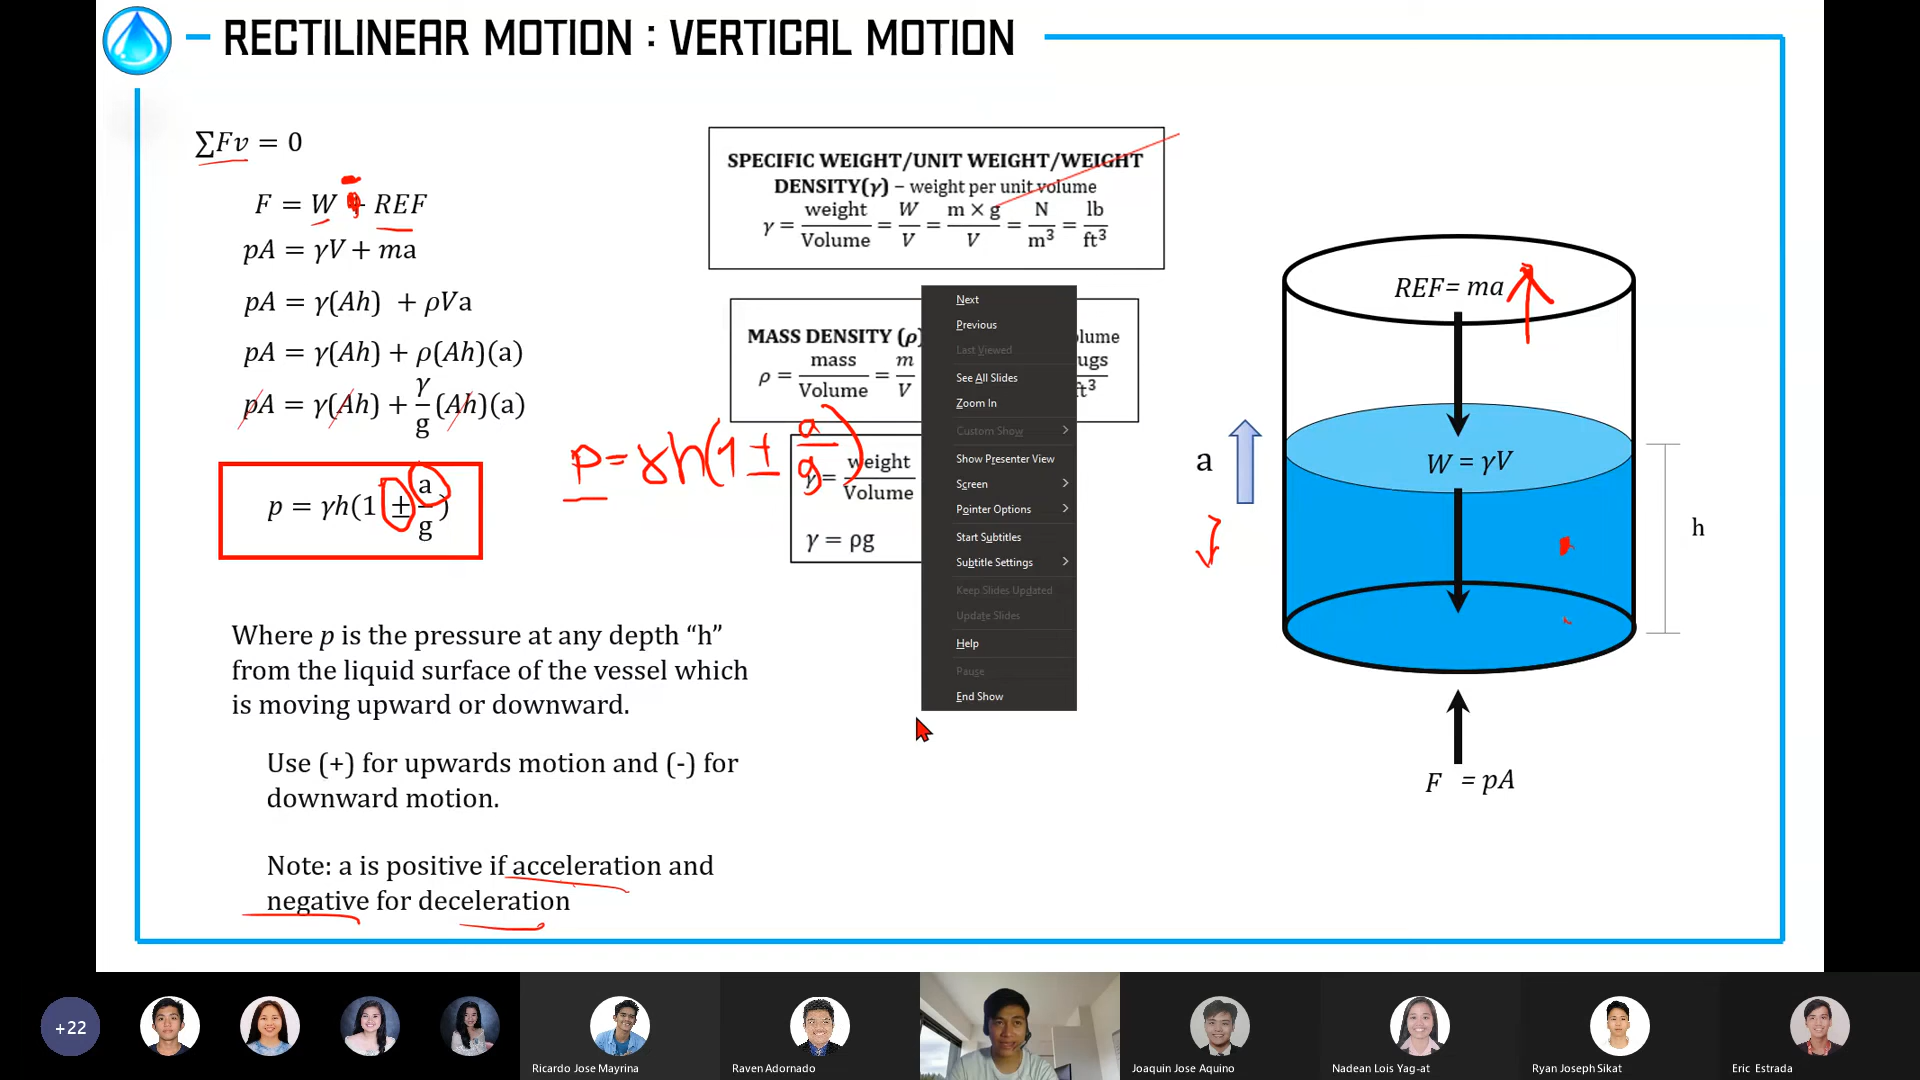 RECTILINEAR MOTION : VERTICAL MOTION
∑Fv = 0
F = W + REF
pA = γV + ma
pA = γ(Ah) + ρVa
pA = γ(Ah) + ρ(Ah)(a)
pA = γ(Ah) + γ/g (Ah)(a)
p = γh(1 ± a/g)
p = γh(1 ± a/g)
Where p is the pressure at any depth “h”
from the liquid surface of the vessel which
is moving upward or downward.
Use (+) for upwards motion and (-) for
downward motion.
Note: a is positive if acceleration and
negative for deceleration
SPECIFIC WEIGHT/UNIT WEIGHT/WEIGHT
DENSITY(γ) – weight per unit volume
γ = weight/Volume = W/V = m × g/V = N/m³ = lb/ft³
MASS DENSITY (ρ)
lume
ρ = mass/Volume = m/V
ugs/ft³
γ = weight/Volume
γ = ρg
Next
Previous
Last Viewed
See All Slides
Zoom In
Custom Show
Show Presenter View
Screen
Pointer Options
Start Subtitles
Subtitle Settings
Keep Slides Updated
Update Slides
Help
Pause
End Show
REF= ma
a
W = γV
h
F = pA
+22
Ricardo Jose Mayrina
Raven Adornado
Joaquin Jose Aquino
Nadean Lois Yag-at
Ryan Joseph Sikat
Eric Estrada